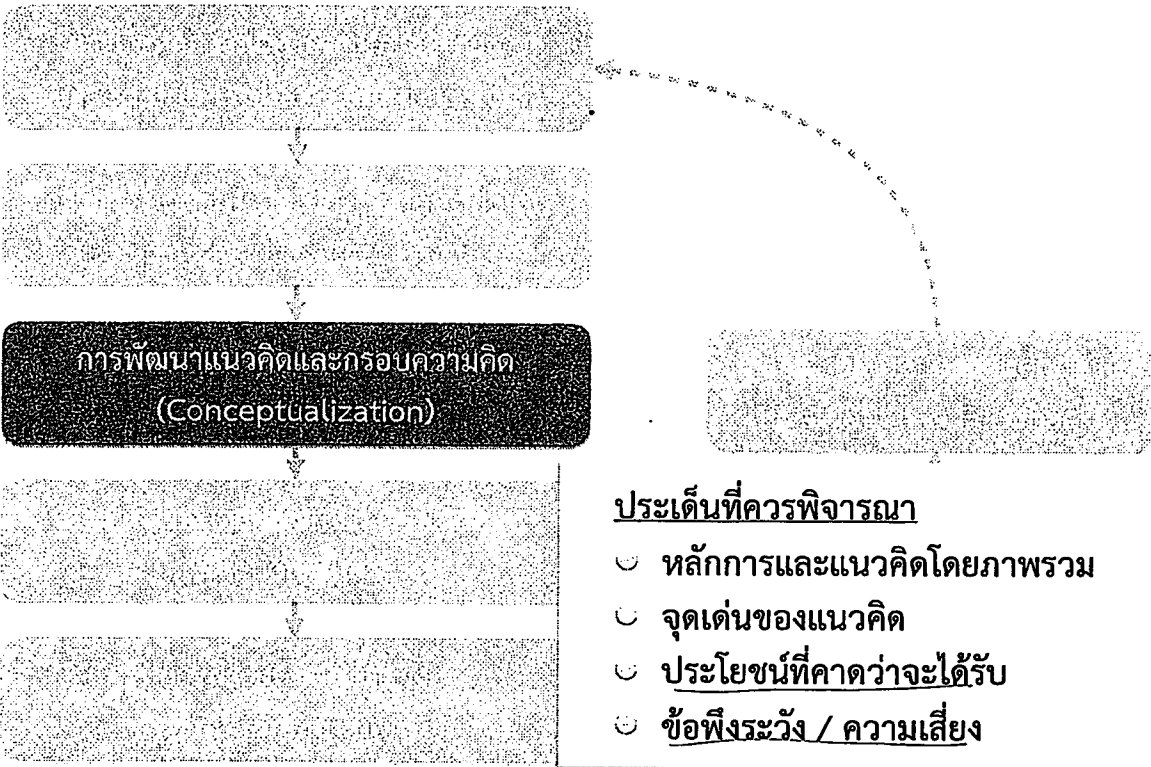 การพัฒนาแนวคิดและกรอบความคิด
(Conceptualization)
ประเด็นที่ควรพิจารณา
หลักการและแนวคิดโดยภาพรวม
จุดเด่นของแนวคิด
ประโยชน์ที่คาดว่าจะได้รับ
ข้อพึงระวัง / ความเสี่ยง